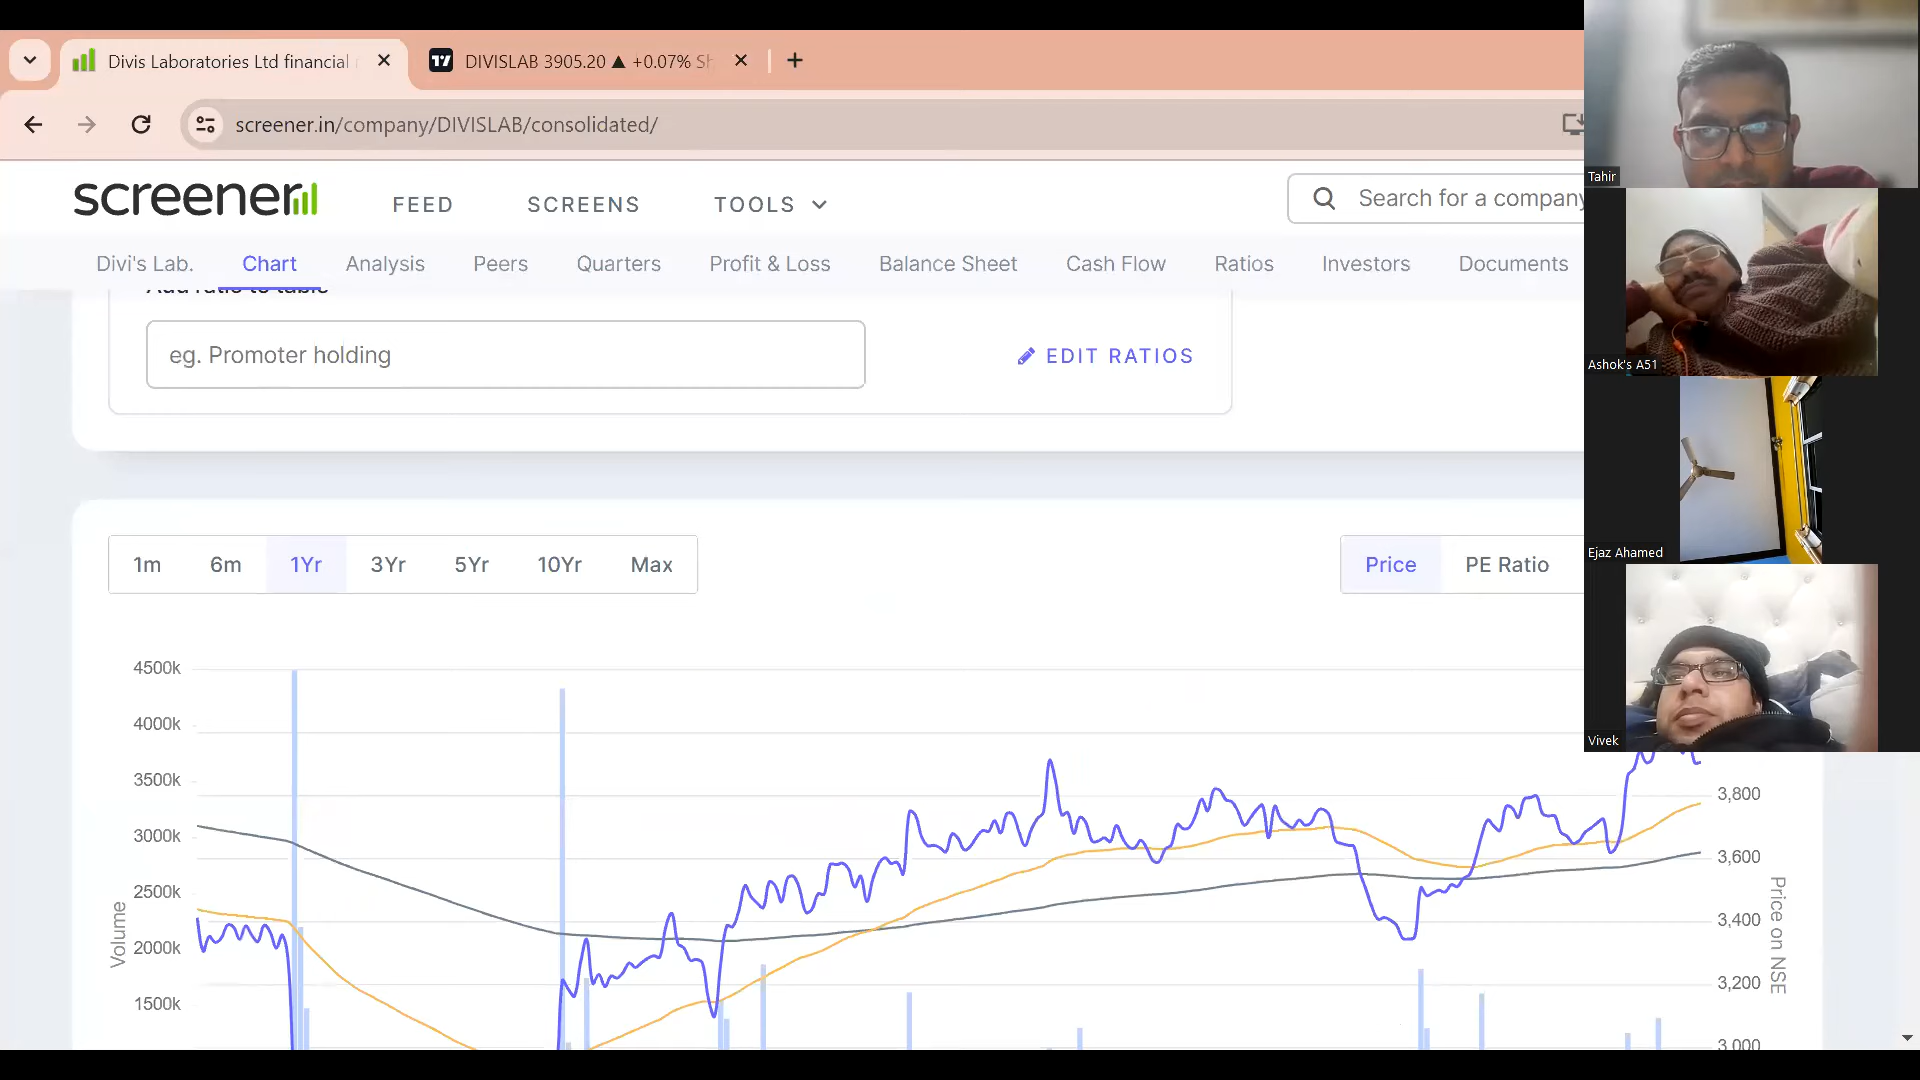 Divis Laboratories Ltd financial
DIVISLAB 3905.20 ▲ +0.07%
screener.in/company/DIVISLAB/consolidated/
screener
FEED
SCREENS
TOOLS
Search for a company
Divi's Lab.
Chart
Analysis
Peers
Quarters
Profit & Loss
Balance Sheet
Cash Flow
Ratios
Investors
Documents
Add ratio to table
eg. Promoter holding
EDIT RATIOS
1m
6m
1Yr
3Yr
5Yr
10Yr
Max
Price
PE Ratio
4500k
4000k
3500k
3000k
2500k
2000k
1500k
Volume
3,800
3,600
3,400
3,200
3,000
Price on NSE
Tahir
Ashok's A51
Ejaz Ahamed
Vivek